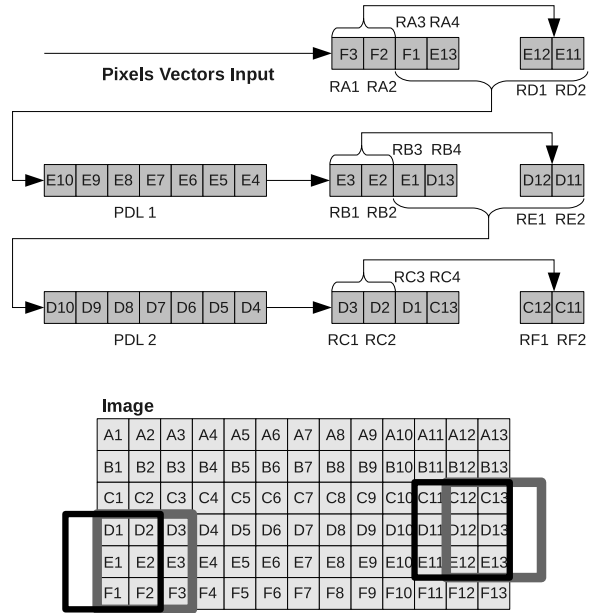 RA3 RA4
F3 F2 F1 E13 E12 E11
Pixels Vectors Input
RA1 RA2 RD1 RD2
RB3 RB4
E10 E9 E8 E7 E6 E5 E4 E3 E2 E1 D13 D12 D11
PDL 1 RB1 RB2 RE1 RE2
RC3 RC4
D10 D9 D8 D7 D6 D5 D4 D3 D2 D1 C13 C12 C11
PDL 2 RC1 RC2 RF1 RF2
Image
A1 A2 A3 A4 A5 A6 A7 A8 A9 A10 A11 A12 A13
B1 B2 B3 B4 B5 B6 B7 B8 B9 B10 B11 B12 B13
C1 C2 C3 C4 C5 C6 C7 C8 C9 C10 C11 C12 C13
D1 D2 D3 D4 D5 D6 D7 D8 D9 D10 D11 D12 D13
E1 E2 E3 E4 E5 E6 E7 E8 E9 E10 E11 E12 E13
F1 F2 F3 F4 F5 F6 F7 F8 F9 F10 F11 F12 F13